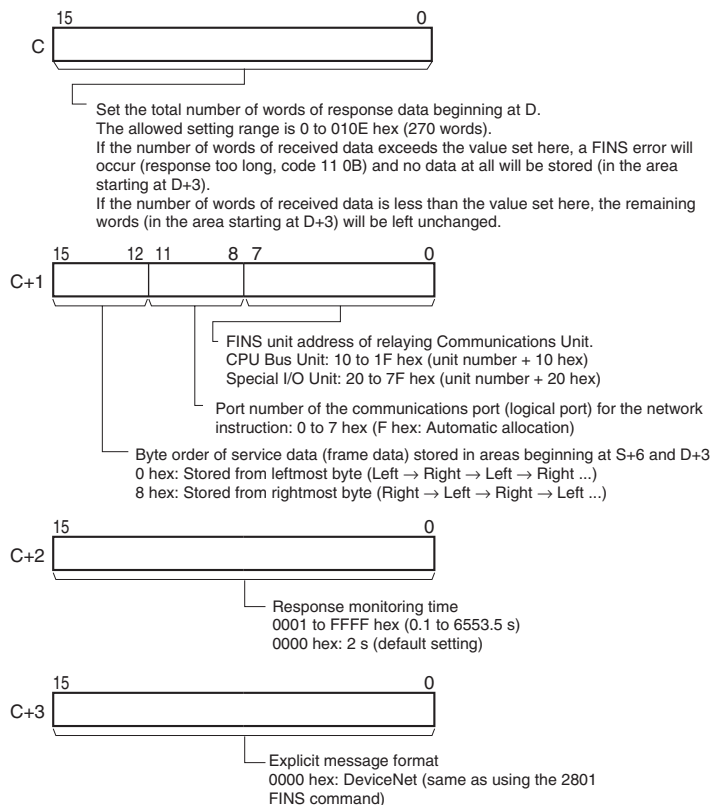 15 0
C
Set the total number of words of response data beginning at D.
The allowed setting range is 0 to 010E hex (270 words).
If the number of words of received data exceeds the value set here, a FINS error will
occur (response too long, code 11 0B) and no data at all will be stored (in the area
starting at D+3).
If the number of words of received data is less than the value set here, the remaining
words (in the area starting at D+3) will be left unchanged.
15 12 11 8 7 0
C+1
FINS unit address of relaying Communications Unit.
CPU Bus Unit: 10 to 1F hex (unit number + 10 hex)
Special I/O Unit: 20 to 7F hex (unit number + 20 hex)
Port number of the communications port (logical port) for the network
instruction: 0 to 7 hex (F hex: Automatic allocation)
Byte order of service data (frame data) stored in areas beginning at S+6 and D+3
0 hex: Stored from leftmost byte (Left → Right → Left → Right ...)
8 hex: Stored from rightmost byte (Right → Left → Right → Left ...)
15 0
C+2
Response monitoring time
0001 to FFFF hex (0.1 to 6553.5 s)
0000 hex: 2 s (default setting)
15 0
C+3
Explicit message format
0000 hex: DeviceNet (same as using the 2801
FINS command)